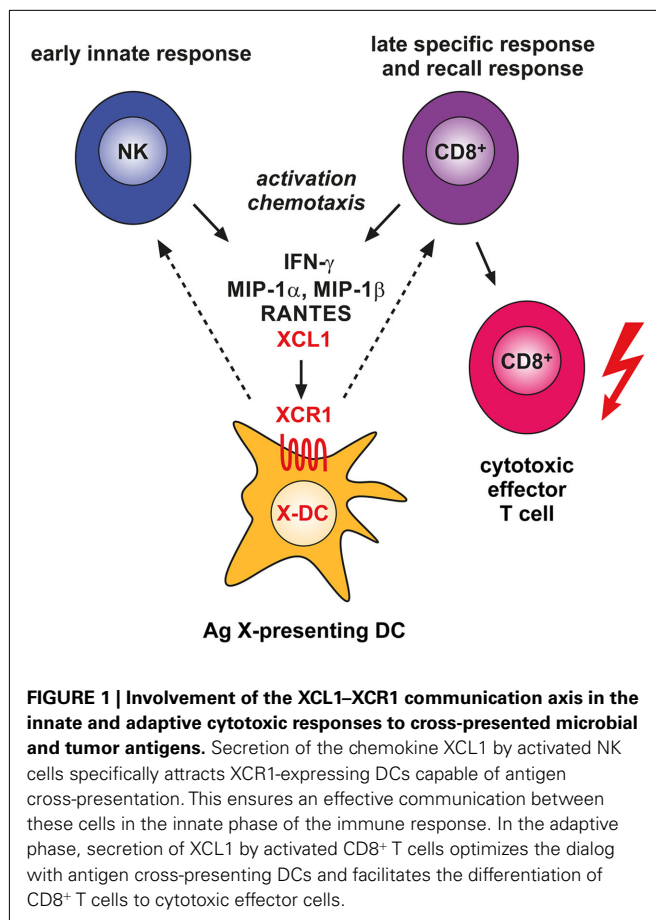 early innate response
late specific response
and recall response
NK
CD8⁺
activation
chemotaxis
IFN-γ
MIP-1α, MIP-1β
RANTES
XCL1
CD8⁺
XCR1
cytotoxic
effector
T cell
X-DC
Ag X-presenting DC
FIGURE 1 | Involvement of the XCL1–XCR1 communication axis in the
innate and adaptive cytotoxic responses to cross-presented microbial
and tumor antigens. Secretion of the chemokine XCL1 by activated NK
cells specifically attracts XCR1-expressing DCs capable of antigen
cross-presentation. This ensures an effective communication between
these cells in the innate phase of the immune response. In the adaptive
phase, secretion of XCL1 by activated CD8⁺ T cells optimizes the dialog
with antigen cross-presenting DCs and facilitates the differentiation of
CD8⁺ T cells to cytotoxic effector cells.